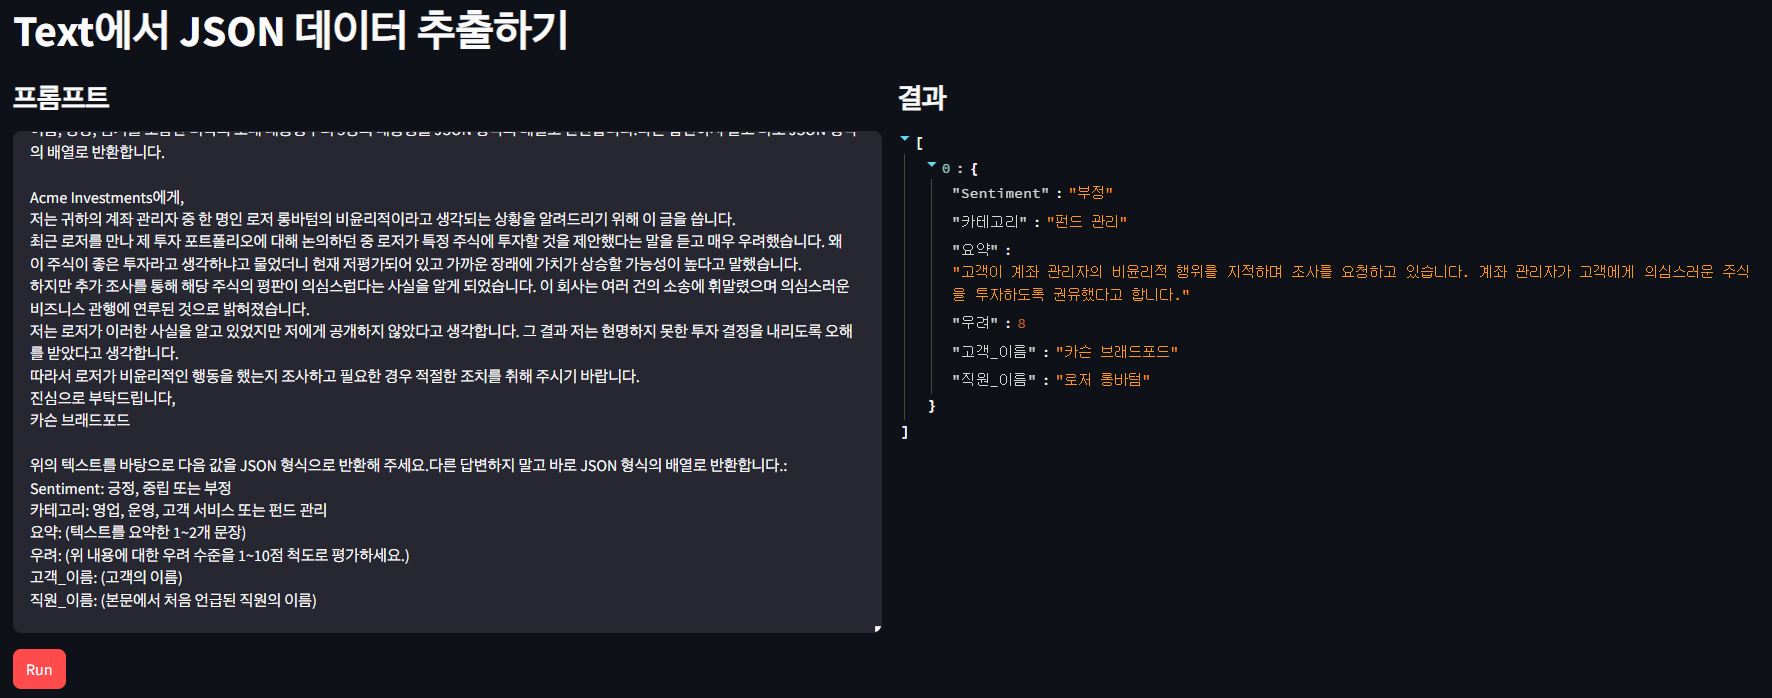 Text에서 JSON 데이터 추출하기
프롬프트
의 배열로 반환합니다.
Acme Investments에게,
저는 귀하의 계좌 관리자 중 한 명인 로저 롱바텀의 비윤리적이라고 생각되는 상황을 알려드리기 위해 이 글을 씁니다.
최근 로저를 만나 제 투자 포트폴리오에 대해 논의하던 중 로저가 특정 주식에 투자할 것을 제안했다는 말을 듣고 매우 우려했습니다. 왜
이 주식이 좋은 투자라고 생각하냐고 물었더니 현재 저평가되어 있고 가까운 장래에 가치가 상승할 가능성이 높다고 말했습니다.
하지만 추가 조사를 통해 해당 주식의 평판이 의심스럽다는 사실을 알게 되었습니다. 이 회사는 여러 건의 소송에 휘말렸으며 의심스러운
비즈니스 관행에 연루된 것으로 밝혀졌습니다.
저는 로저가 이러한 사실을 알고 있었지만 저에게 공개하지 않았다고 생각합니다. 그 결과 저는 현명하지 못한 투자 결정을 내리도록 오해
를 받았다고 생각합니다.
따라서 로저가 비윤리적인 행동을 했는지 조사하고 필요한 경우 적절한 조치를 취해 주시기 바랍니다.
진심으로 부탁드립니다,
카슨 브래드포드
위의 텍스트를 바탕으로 다음 값을 JSON 형식으로 반환해 주세요.다른 답변하지 말고 바로 JSON 형식의 배열로 반환합니다.:
Sentiment: 긍정, 중립 또는 부정
카테고리: 영업, 운영, 고객 서비스 또는 펀드 관리
요약: (텍스트를 요약한 1~2개 문장)
우려: (위 내용에 대한 우려 수준을 1~10점 척도로 평가하세요.)
고객_이름: (고객의 이름)
직원_이름: (본문에서 처음 언급된 직원의 이름)
Run
결과
[
0 : {
"Sentiment" : "부정"
"카테고리" : "펀드 관리"
"요약" :
"고객이 계좌 관리자의 비윤리적 행위를 지적하며 조사를 요청하고 있습니다. 계좌 관리자가 고객에게 의심스러운 주식
을 투자하도록 권유했다고 합니다."
"우려" : 8
"고객_이름" : "카슨 브래드포드"
"직원_이름" : "로저 롱바텀"
}
]